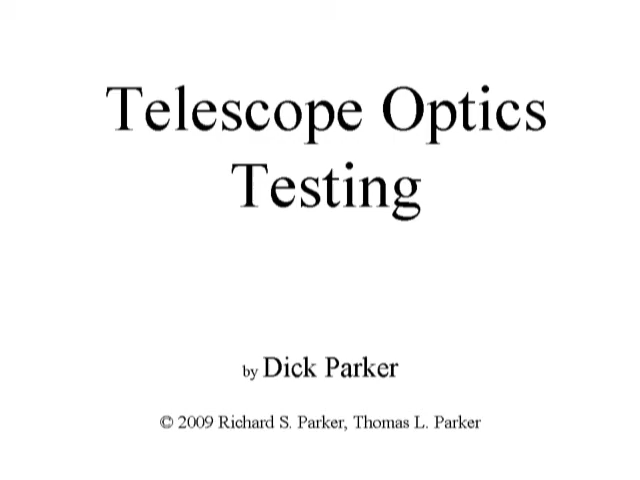 Telescope Optics
Testing
by Dick Parker
© 2009 Richard S. Parker, Thomas L. Parker